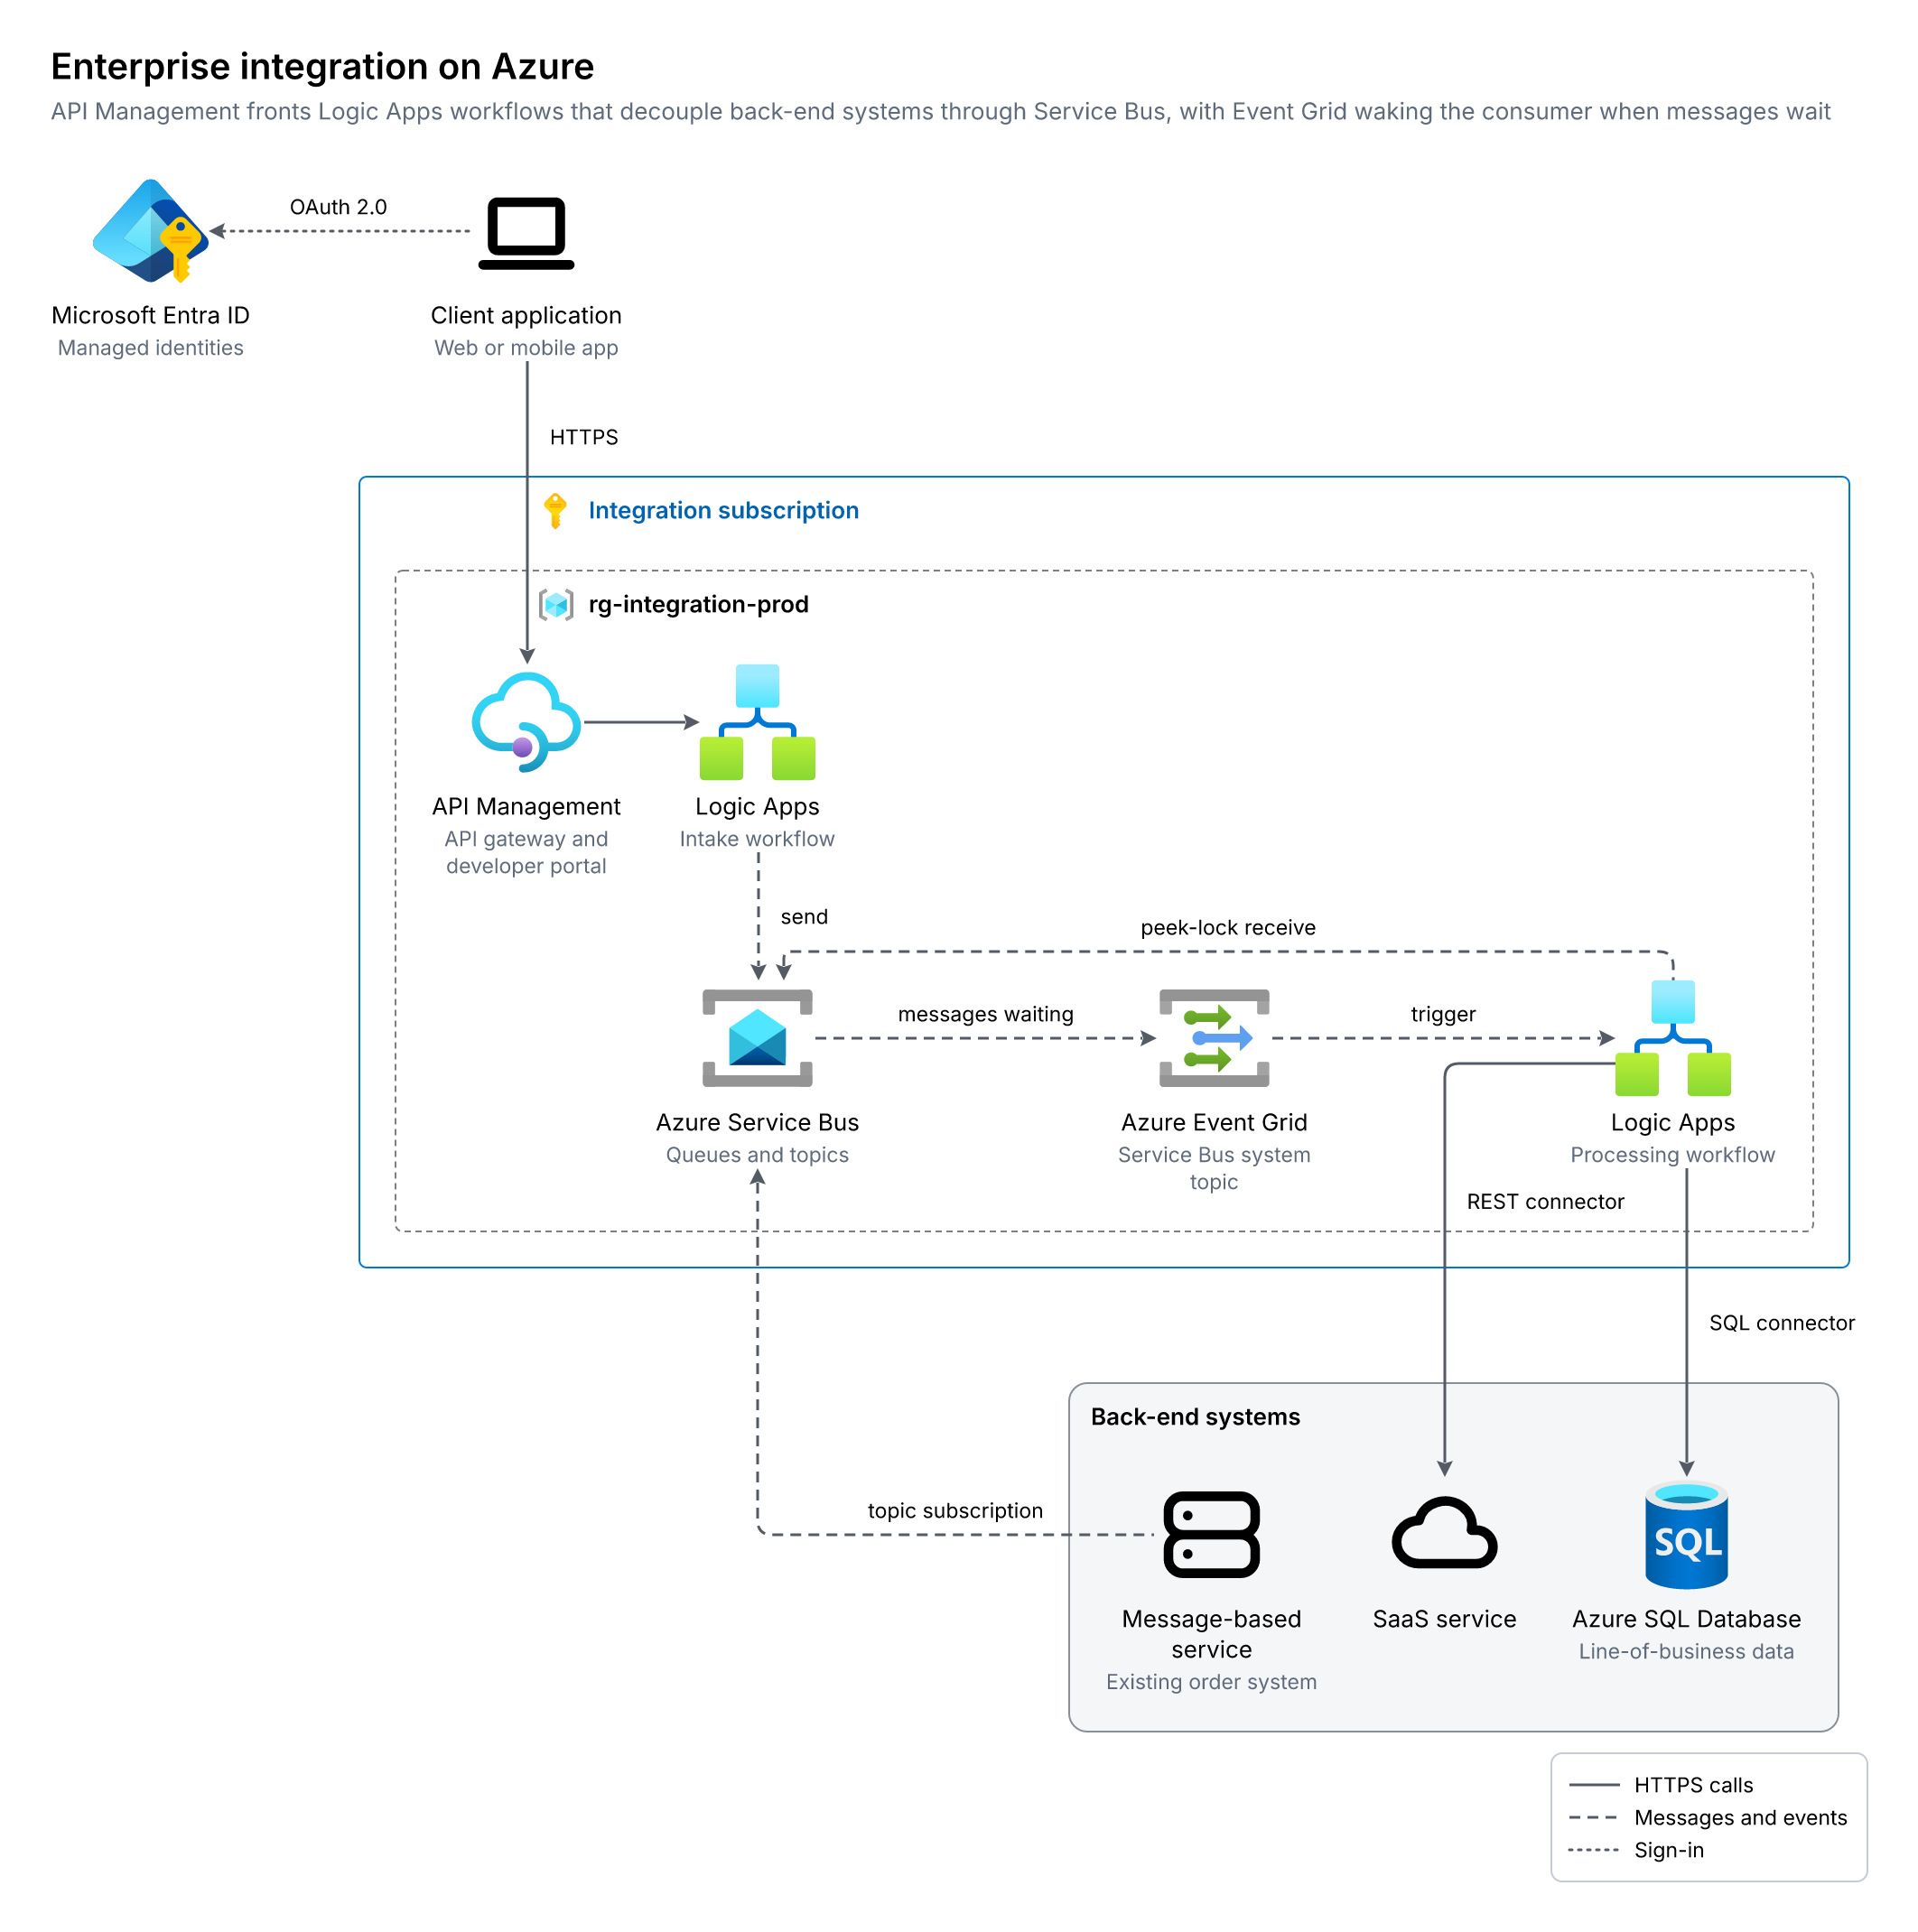 Enterprise integration on Azure
API Management fronts Logic Apps workflows that decouple back-end systems through Service Bus, with Event Grid waking the consumer when messages wait
OAuth 2.0
Microsoft Entra ID
Managed identities
Client application
Web or mobile app
HTTPS
Integration subscription
rg-integration-prod
API Management
API gateway and
developer portal
Logic Apps
Intake workflow
send
peek-lock receive
messages waiting
trigger
Azure Service Bus
Queues and topics
Azure Event Grid
Service Bus system
topic
Logic Apps
Processing workflow
REST connector
SQL connector
Back-end systems
topic subscription
SQL
Message-based
service
Existing order system
SaaS service
Azure SQL Database
Line-of-business data
HTTPS calls
Messages and events
Sign-in